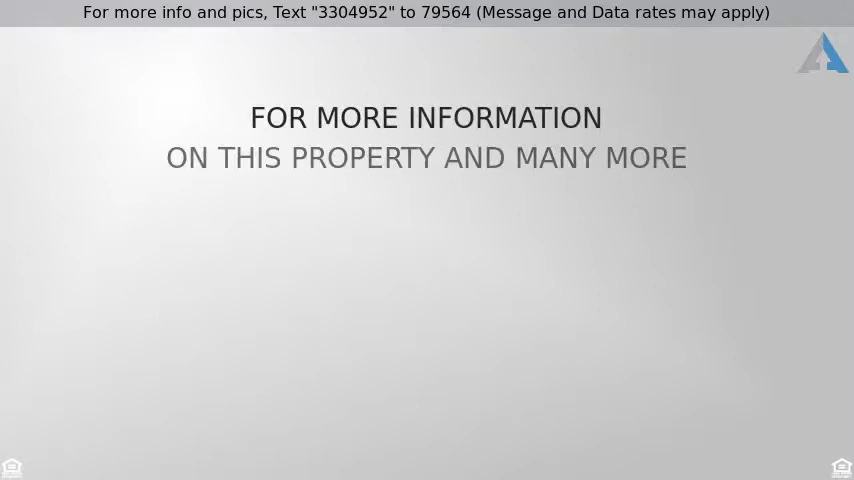 For more info and pics, Text "3304952" to 79564 (Message and Data rates may apply)
FOR MORE INFORMATION
ON THIS PROPERTY AND MANY MORE